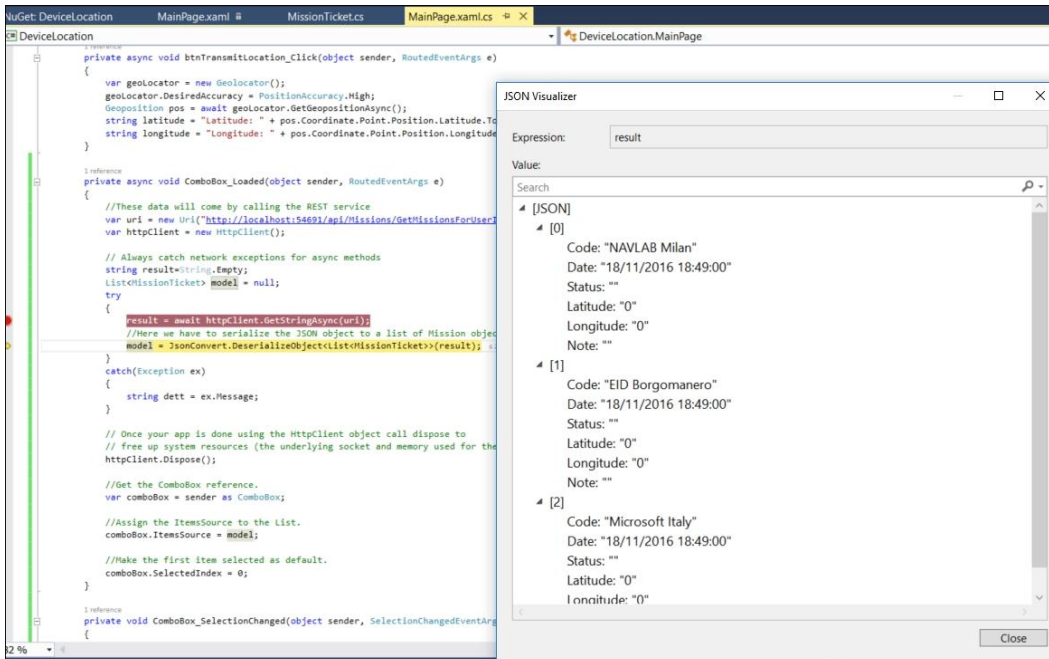 NuGet: DeviceLocation MainPage.xaml MissionTicket.cs MainPage.xaml.cs
DeviceLocation DeviceLocation.MainPage
1 reference
private async void btnTransmitLocation_Click(object sender, RoutedEventArgs e)
{
var geoLocator = new Geolocator();
geoLocator.DesiredAccuracy = PositionAccuracy.High;
Geoposition pos = await geoLocator.GetGeopositionAsync();
string latitude = "Latitude: " + pos.Coordinate.Point.Position.Latitude.To
string longitude = "Longitude: " + pos.Coordinate.Point.Position.Longitude
}
1 reference
private async void ComboBox_Loaded(object sender, RoutedEventArgs e)
{
//These data will come by calling the REST service
var uri = new Uri("http://localhost:54691/api/Missions/GetMissionsForUserI
var httpClient = new HttpClient();
// Always catch network exceptions for async methods
string result=String.Empty;
List<MissionTicket> model = null;
try
{
result = await httpClient.GetStringAsync(uri);
//Here we have to serialize the JSON object to a list of Mission objec
model = JsonConvert.DeserializeObject<List<MissionTicket>>(result);
}
catch(Exception ex)
{
string dett = ex.Message;
}
// Once your app is done using the HttpClient object call dispose to
// free up system resources (the underlying socket and memory used for the
httpClient.Dispose();
//Get the ComboBox reference.
var comboBox = sender as ComboBox;
//Assign the ItemsSource to the List.
comboBox.ItemsSource = model;
//Make the first item selected as default.
comboBox.SelectedIndex = 0;
}
1 reference
private void ComboBox_SelectionChanged(object sender, SelectionChangedEventArg
{
%
JSON Visualizer
Expression: result
Value:
Search
[JSON]
[0]
Code: "NAVLAB Milan"
Date: "18/11/2016 18:49:00"
Status: ""
Latitude: "0"
Longitude: "0"
Note: ""
[1]
Code: "EID Borgomanero"
Date: "18/11/2016 18:49:00"
Status: ""
Latitude: "0"
Longitude: "0"
Note: ""
[2]
Code: "Microsoft Italy"
Date: "18/11/2016 18:49:00"
Status: ""
Latitude: "0"
Longitude: "0"
Close